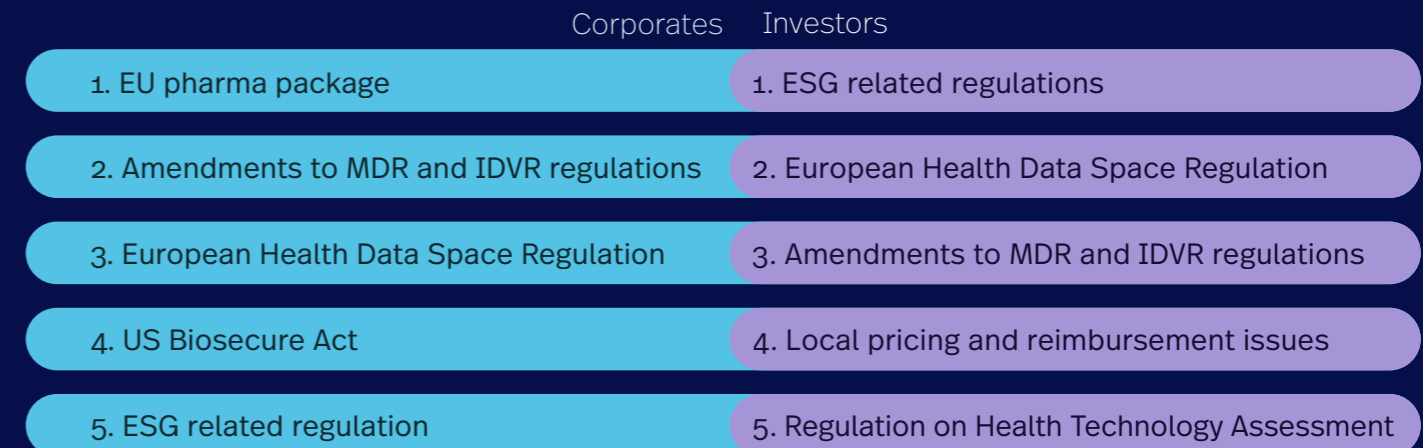 Corporates Investors
1. EU pharma package
1. ESG related regulations
2. Amendments to MDR and IDVR regulations
2. European Health Data Space Regulation
3. European Health Data Space Regulation
3. Amendments to MDR and IDVR regulations
4. US Biosecure Act
4. Local pricing and reimbursement issues
5. ESG related regulation
5. Regulation on Health Technology Assessment